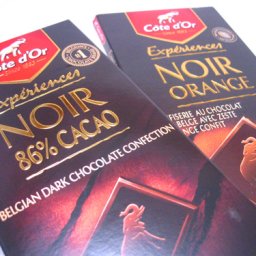 Côte d'Or
Expériences
NOIR
86% CACAO
BELGIAN DARK CHOCOLATE CONFECTION
Côte d'Or
Expériences
NOIR
ORANGE
FISERIE AU CHOCOLAT
BELGE AVEC ZESTE
NGE CONFIT